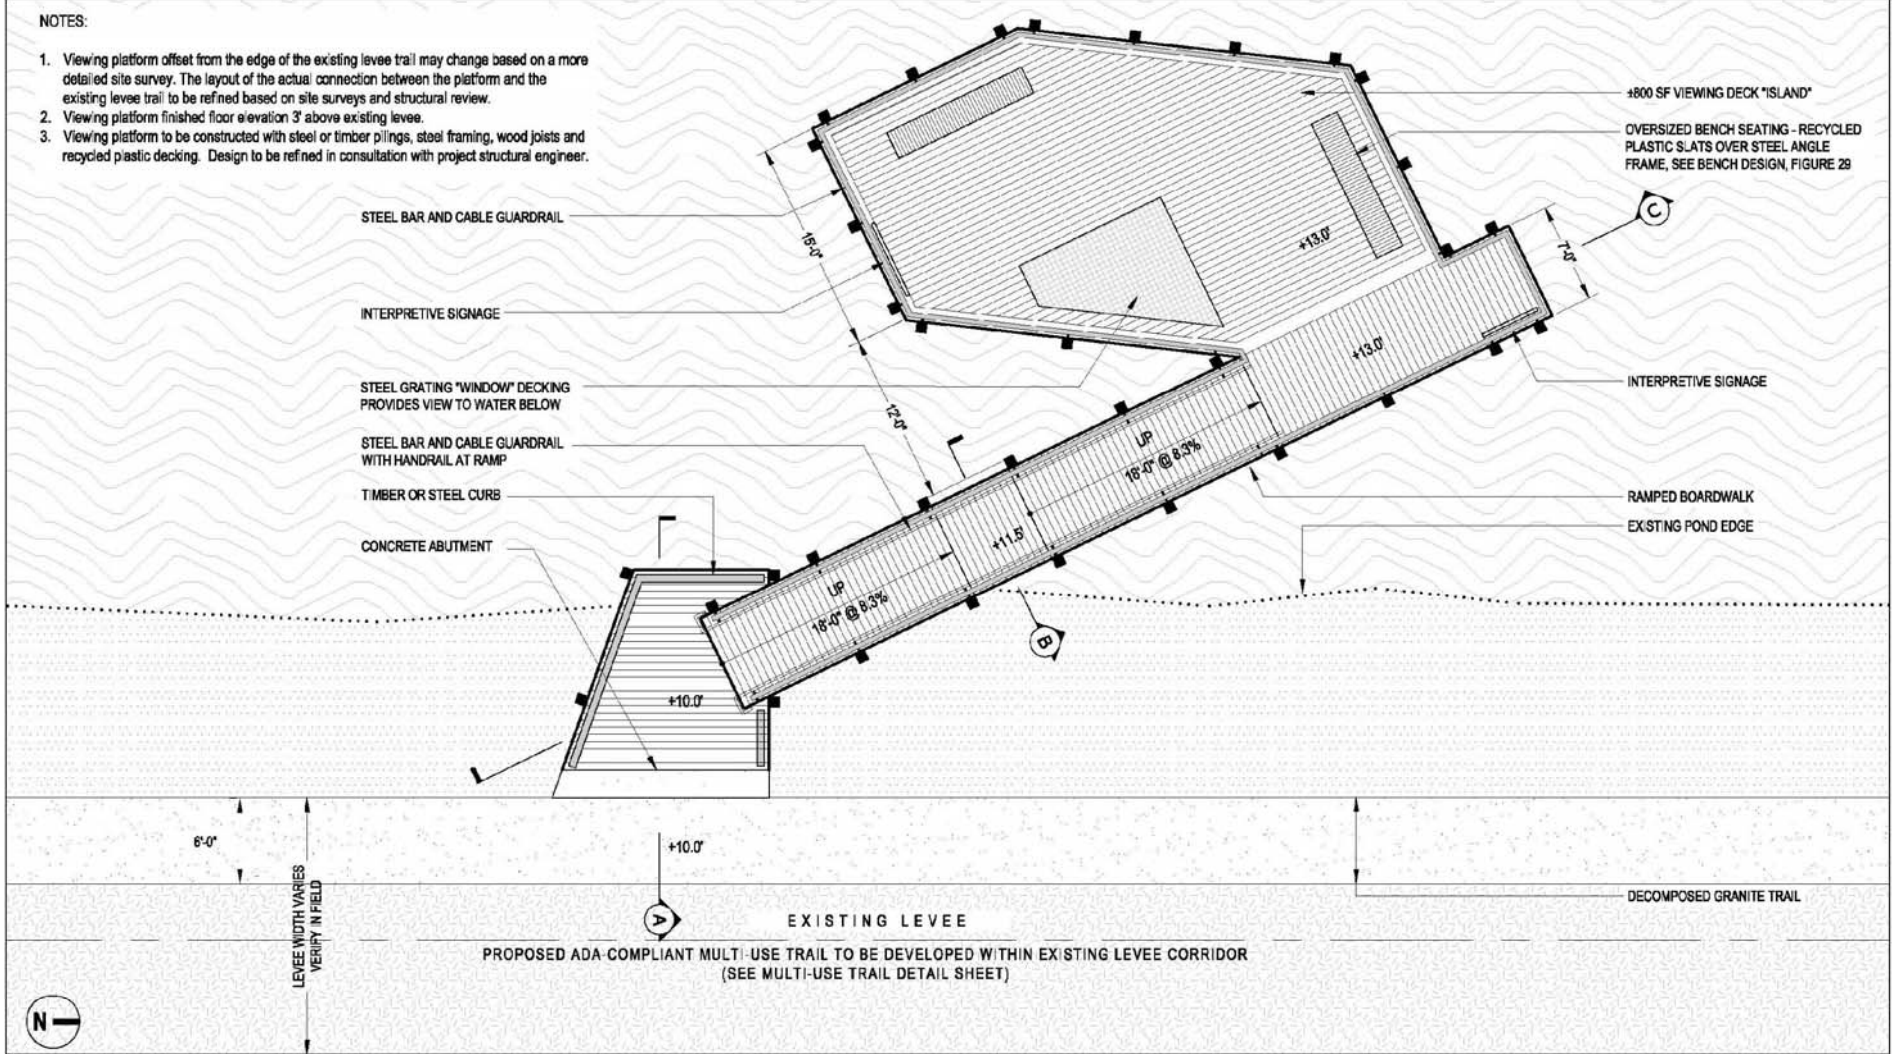 NOTES:
1. Viewing platform offset from the edge of the existing levee trail may change based on a more
detailed site survey. The layout of the actual connection between the platform and the
existing levee trail to be refined based on site surveys and structural review.
2. Viewing platform finished floor elevation 3' above existing levee.
3. Viewing platform to be constructed with steel or timber pilings, steel framing, wood joists and
recycled plastic decking. Design to be refined in consultation with project structural engineer.
±800 SF VIEWING DECK "ISLAND"
OVERSIZED BENCH SEATING - RECYCLED
PLASTIC SLATS OVER STEEL ANGLE
FRAME, SEE BENCH DESIGN, FIGURE 29
C
STEEL BAR AND CABLE GUARDRAIL
15'-0"
+13.0'
7'-0"
INTERPRETIVE SIGNAGE
+13.0'
STEEL GRATING "WINDOW" DECKING
PROVIDES VIEW TO WATER BELOW
INTERPRETIVE SIGNAGE
12'-0"
STEEL BAR AND CABLE GUARDRAIL
WITH HANDRAIL AT RAMP
UP
18'-0" @ 8.3%
TIMBER OR STEEL CURB
RAMPED BOARDWALK
EXISTING POND EDGE
+11.5'
CONCRETE ABUTMENT
UP
18'-0" @ 8.3%
B
+10.0'
6'-0"
+10.0'
LEVEE WIDTH VARIES
VERIFY IN FIELD
DECOMPOSED GRANITE TRAIL
A
EXISTING LEVEE
PROPOSED ADA-COMPLIANT MULTI-USE TRAIL TO BE DEVELOPED WITHIN EXISTING LEVEE CORRIDOR
(SEE MULTI-USE TRAIL DETAIL SHEET)
N